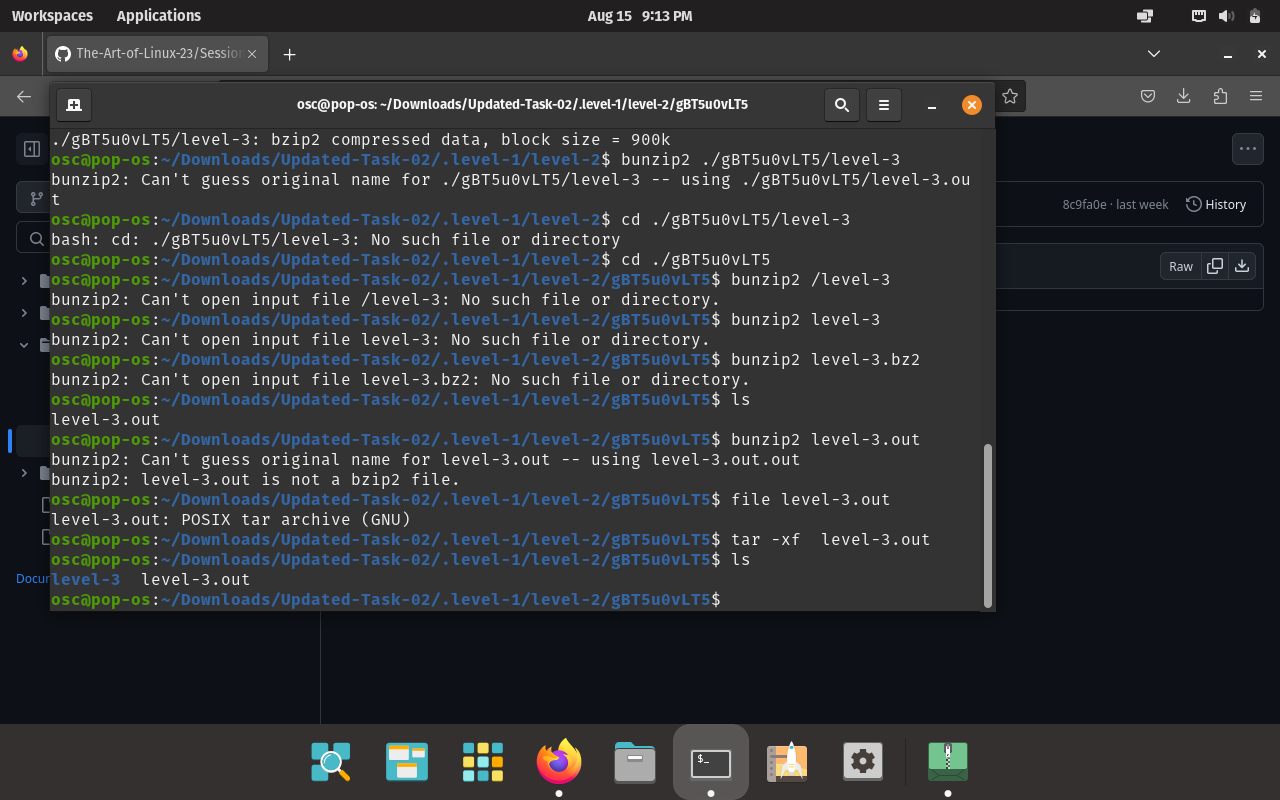 Workspaces Applications Aug 15 9:13 PM
The-Art-of-Linux-23/Session
osc@pop-os: ~/Downloads/Updated-Task-02/.level-1/level-2/gBT5u0vLT5
./gBT5u0vLT5/level-3: bzip2 compressed data, block size = 900k
osc@pop-os:~/Downloads/Updated-Task-02/.level-1/level-2$ bunzip2 ./gBT5u0vLT5/level-3
bunzip2: Can't guess original name for ./gBT5u0vLT5/level-3 -- using ./gBT5u0vLT5/level-3.ou
t
osc@pop-os:~/Downloads/Updated-Task-02/.level-1/level-2$ cd ./gBT5u0vLT5/level-3
bash: cd: ./gBT5u0vLT5/level-3: No such file or directory
osc@pop-os:~/Downloads/Updated-Task-02/.level-1/level-2$ cd ./gBT5u0vLT5
osc@pop-os:~/Downloads/Updated-Task-02/.level-1/level-2/gBT5u0vLT5$ bunzip2 /level-3
bunzip2: Can't open input file /level-3: No such file or directory.
osc@pop-os:~/Downloads/Updated-Task-02/.level-1/level-2/gBT5u0vLT5$ bunzip2 level-3
bunzip2: Can't open input file level-3: No such file or directory.
osc@pop-os:~/Downloads/Updated-Task-02/.level-1/level-2/gBT5u0vLT5$ bunzip2 level-3.bz2
bunzip2: Can't open input file level-3.bz2: No such file or directory.
osc@pop-os:~/Downloads/Updated-Task-02/.level-1/level-2/gBT5u0vLT5$ ls
level-3.out
osc@pop-os:~/Downloads/Updated-Task-02/.level-1/level-2/gBT5u0vLT5$ bunzip2 level-3.out
bunzip2: Can't guess original name for level-3.out -- using level-3.out.out
bunzip2: level-3.out is not a bzip2 file.
osc@pop-os:~/Downloads/Updated-Task-02/.level-1/level-2/gBT5u0vLT5$ file level-3.out
level-3.out: POSIX tar archive (GNU)
osc@pop-os:~/Downloads/Updated-Task-02/.level-1/level-2/gBT5u0vLT5$ tar -xf  level-3.out
osc@pop-os:~/Downloads/Updated-Task-02/.level-1/level-2/gBT5u0vLT5$ ls
level-3  level-3.out
osc@pop-os:~/Downloads/Updated-Task-02/.level-1/level-2/gBT5u0vLT5$
8c9fa0e · last week History
Raw
Docum
$_